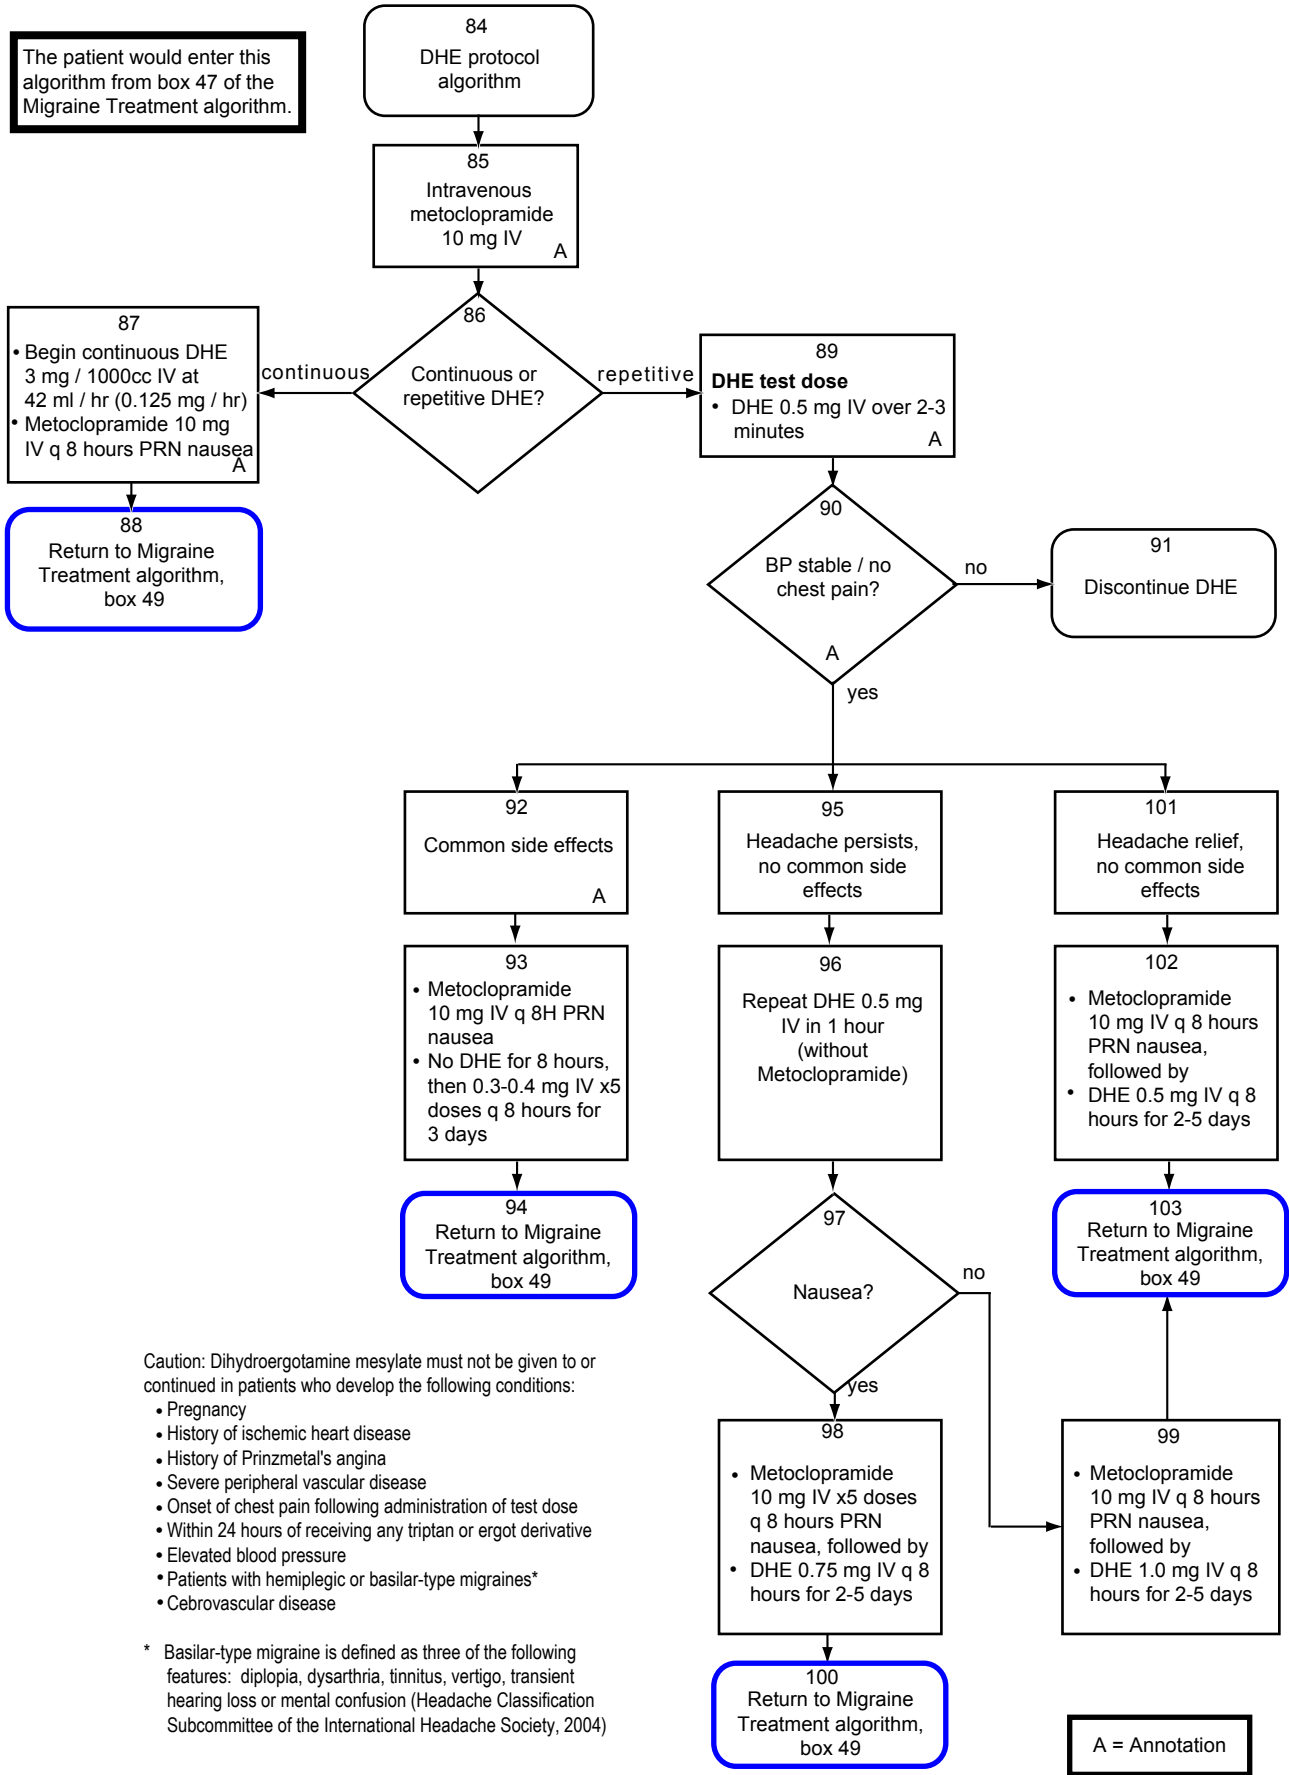 The patient would enter this
algorithm from box 47 of the
Migraine Treatment algorithm.
84
DHE protocol
algorithm
85
Intravenous
metoclopramide
10 mg IV
A
86
Continuous or
repetitive DHE?
continuous
repetitive
87
• Begin continuous DHE
3 mg / 1000cc IV at
42 ml / hr (0.125 mg / hr)
• Metoclopramide 10 mg
IV q 8 hours PRN nausea
A
88
Return to Migraine
Treatment algorithm,
box 49
89
DHE test dose
• DHE 0.5 mg IV over 2-3
minutes
A
90
BP stable / no
chest pain?
A
no
yes
91
Discontinue DHE
92
Common side effects
A
93
• Metoclopramide
10 mg IV q 8H PRN
nausea
• No DHE for 8 hours,
then 0.3-0.4 mg IV x5
doses q 8 hours for
3 days
94
Return to Migraine
Treatment algorithm,
box 49
95
Headache persists,
no common side
effects
96
Repeat DHE 0.5 mg
IV in 1 hour
(without
Metoclopramide)
97
Nausea?
no
yes
98
• Metoclopramide
10 mg IV x5 doses
q 8 hours PRN
nausea, followed by
• DHE 0.75 mg IV q 8
hours for 2-5 days
100
Return to Migraine
Treatment algorithm,
box 49
101
Headache relief,
no common side
effects
102
• Metoclopramide
10 mg IV q 8 hours
PRN nausea,
followed by
• DHE 0.5 mg IV q 8
hours for 2-5 days
103
Return to Migraine
Treatment algorithm,
box 49
99
• Metoclopramide
10 mg IV q 8 hours
PRN nausea,
followed by
• DHE 1.0 mg IV q 8
hours for 2-5 days
Caution: Dihydroergotamine mesylate must not be given to or
continued in patients who develop the following conditions:
• Pregnancy
• History of ischemic heart disease
• History of Prinzmetal's angina
• Severe peripheral vascular disease
• Onset of chest pain following administration of test dose
• Within 24 hours of receiving any triptan or ergot derivative
• Elevated blood pressure
• Patients with hemiplegic or basilar-type migraines*
• Cebrovascular disease
* Basilar-type migraine is defined as three of the following
features: diplopia, dysarthria, tinnitus, vertigo, transient
hearing loss or mental confusion (Headache Classification
Subcommittee of the International Headache Society, 2004)
A = Annotation